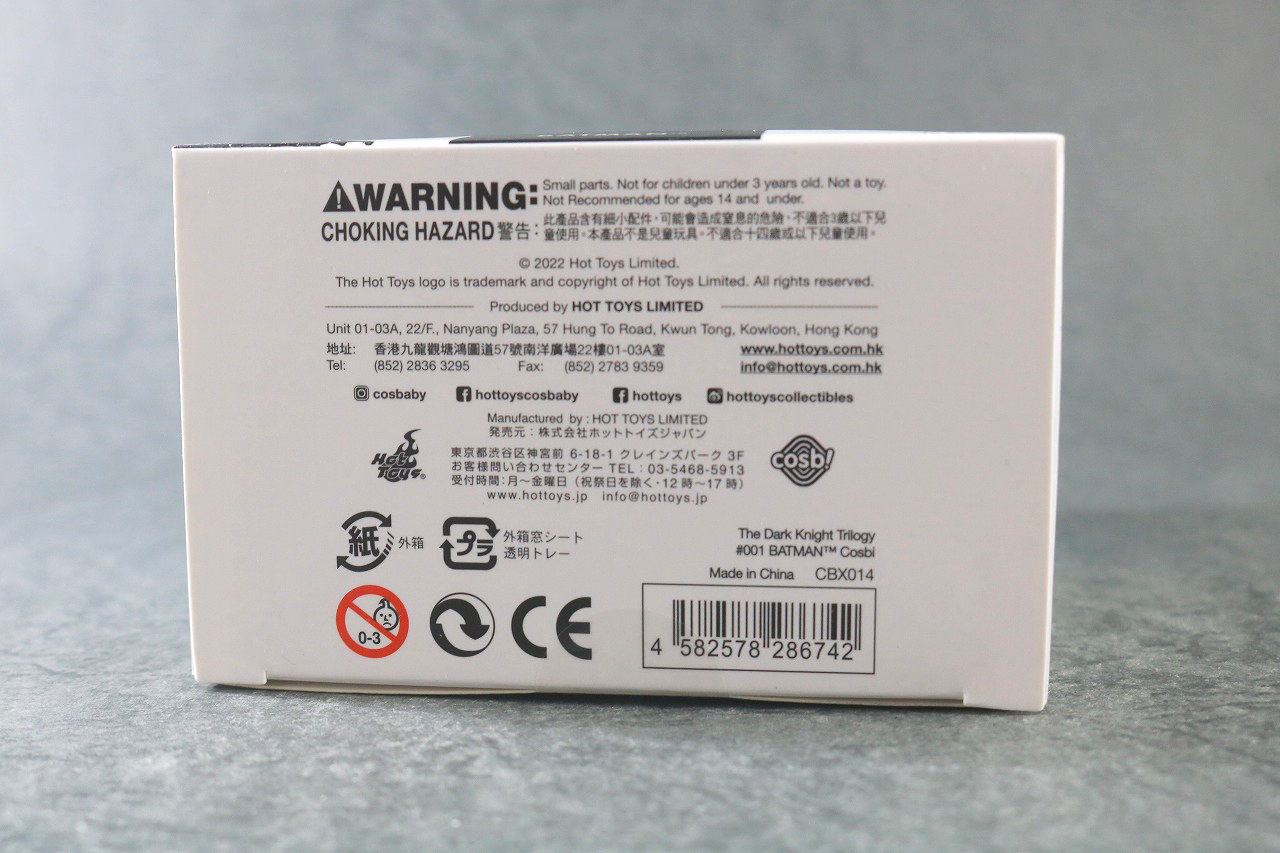 WARNING: Small parts. Not for children under 3 years old. Not a toy.
Not Recommended for ages 14 and under.
CHOKING HAZARD 警告: 此產品含有細小配件,可能會造成窒息的危險,不適合3歲以下兒
童使用。本產品不是兒童玩具。不適合十四歲或以下兒童使用。
© 2022 Hot Toys Limited.
The Hot Toys logo is trademark and copyright of Hot Toys Limited. All rights reserved.
Produced by HOT TOYS LIMITED
Unit 01-03A, 22/F., Nanyang Plaza, 57 Hung To Road, Kwun Tong, Kowloon, Hong Kong
地址: 香港九龍觀塘鴻圖道57號南洋廣場22樓01-03A室 www.hottoys.com.hk
Tel: (852) 2836 3295 Fax: (852) 2783 9359 info@hottoys.com.hk
cosbaby hottoyscosbaby hottoys hottoyscollectibles
Manufactured by : HOT TOYS LIMITED
発売元:株式会社ホットトイズジャパン
東京都渋谷区神宮前 6-18-1 クレインズパーク 3F
お客様問い合わせセンター TEL:03-5468-5913
受付時間:月~金曜日(祝祭日を除く・12時~17時)
www.hottoys.jp info@hottoys.jp
Hot Toys
cosbi
紙 外箱
プラ 外箱窓シート
透明トレー
The Dark Knight Trilogy
#001 BATMAN™ Cosbi
Made in China CBX014
0-3
CE
4 582578 286742